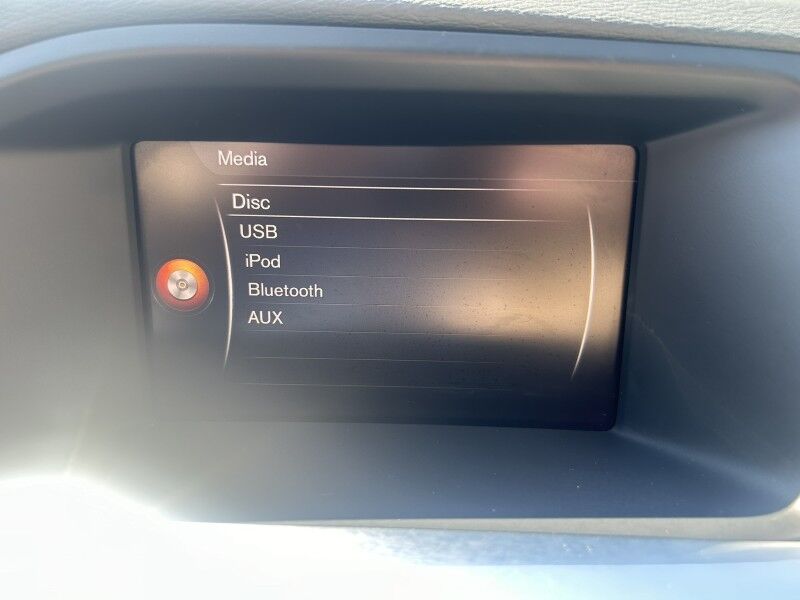 Media
Disc
USB
iPod
Bluetooth
AUX